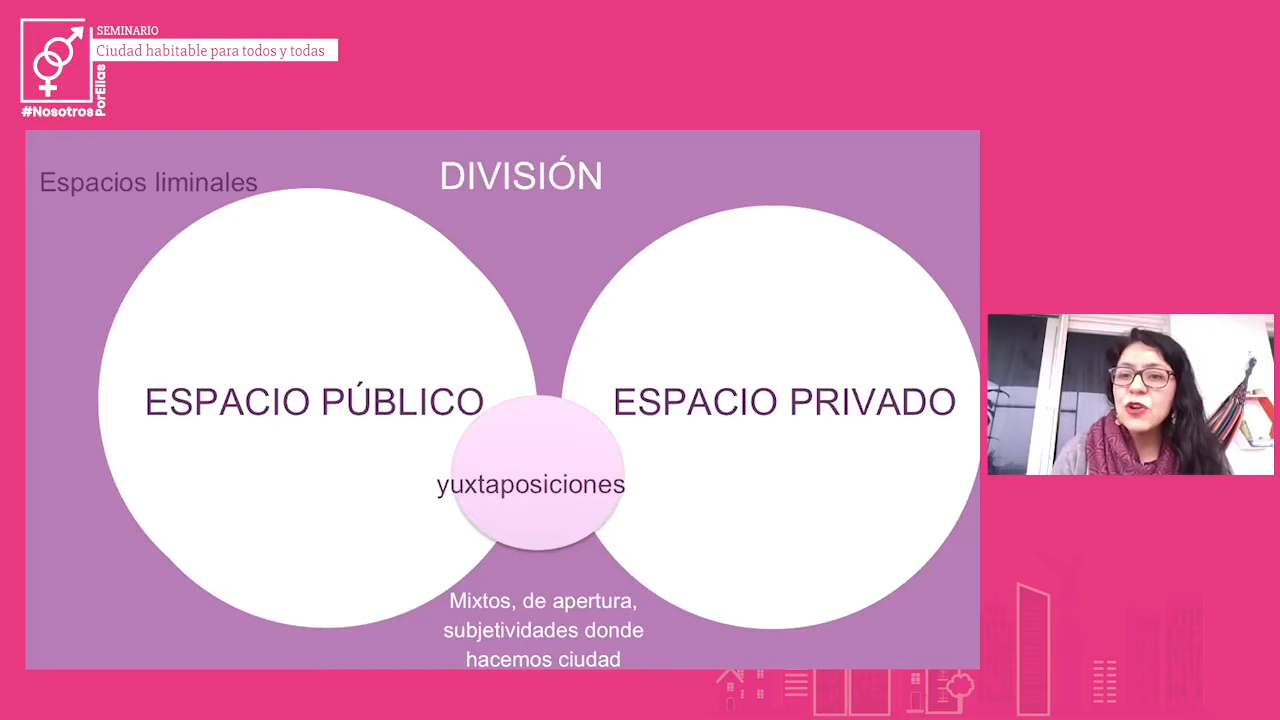 SEMINARIO
Ciudad habitable para todos y todas
#Nosotros
PorEllas
Espacios liminales
DIVISIÓN
ESPACIO PÚBLICO
ESPACIO PRIVADO
yuxtaposiciones
Mixtos, de apertura,
subjetividades donde
hacemos ciudad